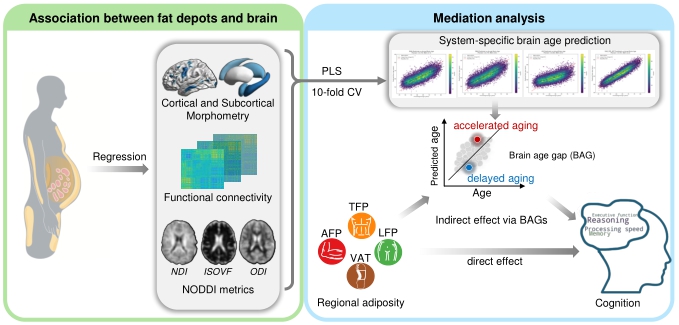 Association between fat depots and brain
Regression
Cortical and Subcortical
Morphometry
Functional connectivity
NDI
ISOVF
ODI
NODDI metrics
Mediation analysis
PLS
10-fold CV
System-specific brain age prediction
accelerated aging
Predicted age
Brain age gap (BAG)
delayed aging
Age
TFP
AFP
LFP
VAT
Regional adiposity
Indirect effect via BAGs
direct effect
Executive function
Reasoning
Processing speed
Memory
Cognition